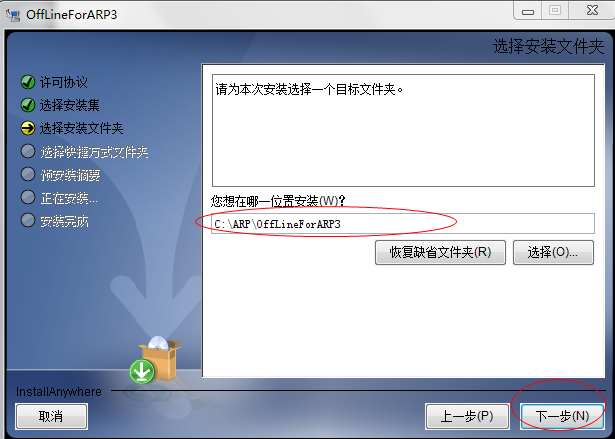 OffLineForARP3
选择安装文件夹
许可协议
选择安装集
选择安装文件夹
选择快捷方式文件夹
预安装摘要
正在安装...
安装完成
请为本次安装选择一个目标文件夹。
您想在哪一位置安装(W)?
C:\ARP\OffLineForARP3
恢复缺省文件夹(R)
选择(O)...
InstallAnywhere
取消
上一步(P)
下一步(N)